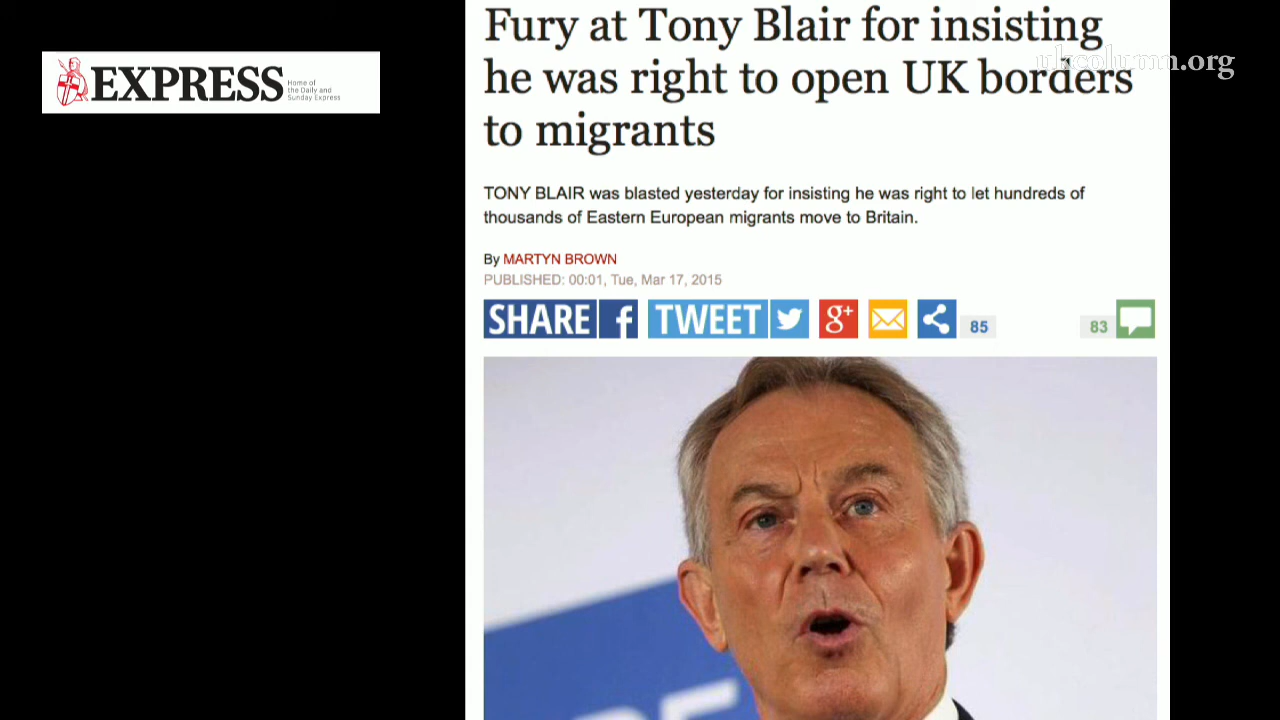 Fury at Tony Blair for insisting
he was right to open UK borders
to migrants
ukcolumn.org
EXPRESS
Home of
the Daily and
Sunday Express
TONY BLAIR was blasted yesterday for insisting he was right to let hundreds of
thousands of Eastern European migrants move to Britain.
By MARTYN BROWN
PUBLISHED: 00:01, Tue, Mar 17, 2015
SHARE f TWEET g+ 85 83